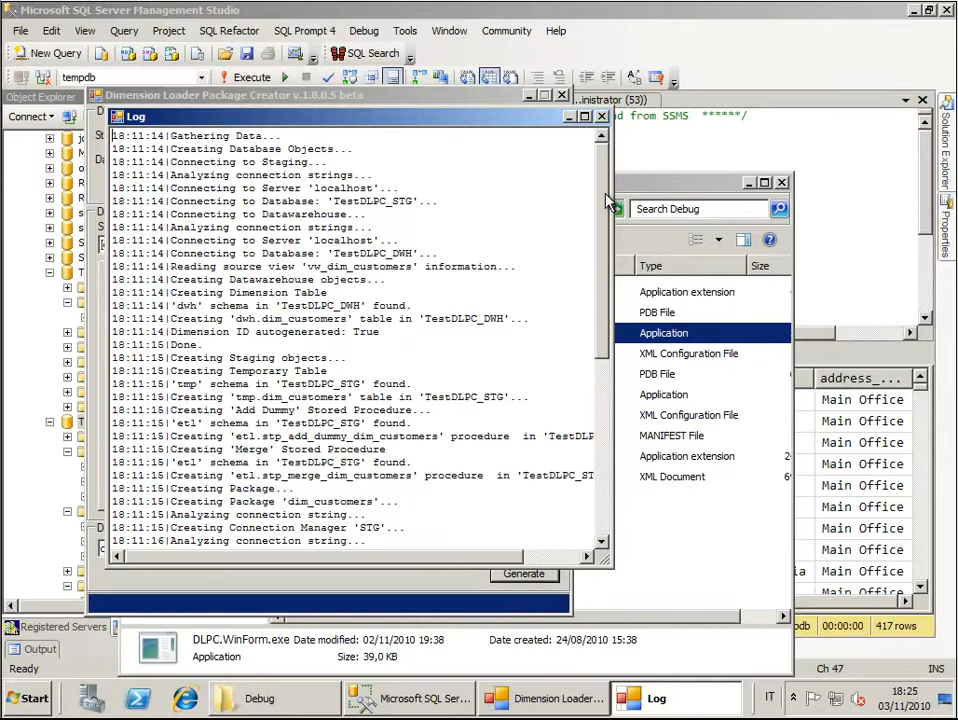 Microsoft SQL Server Management Studio
File Edit View Query Project SQL Refactor SQL Prompt 4 Debug Tools Window Community Help
New Query SQL Search
tempdb Execute
Object Explorer
Dimension Loader Package Creator v.1.0.0.5 beta
...inistrator (53))
Connect
Log
nd from SSMS ******/
18:11:14|Gathering Data...
18:11:14|Creating Database Objects...
18:11:14|Connecting to Staging...
18:11:14|Analyzing connection strings...
18:11:14|Connecting to Server 'localhost'...
18:11:14|Connecting to Database: 'TestDLPC_STG'...
18:11:14|Connecting to Datawarehouse...
18:11:14|Analyzing connection strings...
18:11:14|Connecting to Server 'localhost'...
18:11:14|Connecting to Database: 'TestDLPC_DWH'...
18:11:14|Reading source view 'vw_dim_customers' information...
18:11:14|Creating Datawarehouse objects...
18:11:14|Creating Dimension Table
18:11:14|'dwh' schema in 'TestDLPC_DWH' found.
18:11:14|Creating 'dwh.dim_customers' table in 'TestDLPC_DWH'...
18:11:14|Dimension ID autogenerated: True
18:11:15|Done.
18:11:15|Creating Staging objects...
18:11:15|Creating Temporary Table
18:11:15|'tmp' schema in 'TestDLPC_STG' found.
18:11:15|Creating 'tmp.dim_customers' table in 'TestDLPC_STG'...
18:11:15|Creating 'Add Dummy' Stored Procedure...
18:11:15|'etl' schema in 'TestDLPC_STG' found.
18:11:15|Creating 'etl.stp_add_dummy_dim_customers' procedure in 'TestDLP
18:11:15|Creating 'Merge' Stored Procedure
18:11:15|'etl' schema in 'TestDLPC_STG' found.
18:11:15|Creating 'etl.stp_merge_dim_customers' procedure in 'TestDLPC_ST
18:11:15|Creating Package...
18:11:15|Creating Package 'dim_customers'...
18:11:15|Analyzing connection string...
18:11:15|Creating Connection Manager 'STG'...
18:11:16|Analyzing connection string...
Generate
Search Debug
Type Size
Application extension
PDB File
Application
XML Configuration File
PDB File
Application
XML Configuration File
MANIFEST File
Application extension 2
XML Document 6
address_...
Main Office
Main Office
Main Office
Main Office
Main Office
Main Office
Main Office
Main Office
ia Main Office
Main Office
Solution Explorer
Properties
Registered Servers
Output
DLPC.WinForm.exe Date modified: 02/11/2010 19:38 Date created: 24/08/2010 15:38
Application Size: 39,0 KB
pdb 00:00:00 417 rows
Ready Ch 47 INS
Start Debug Microsoft SQL Ser... Dimension Loader... Log IT 18:25
03/11/2010